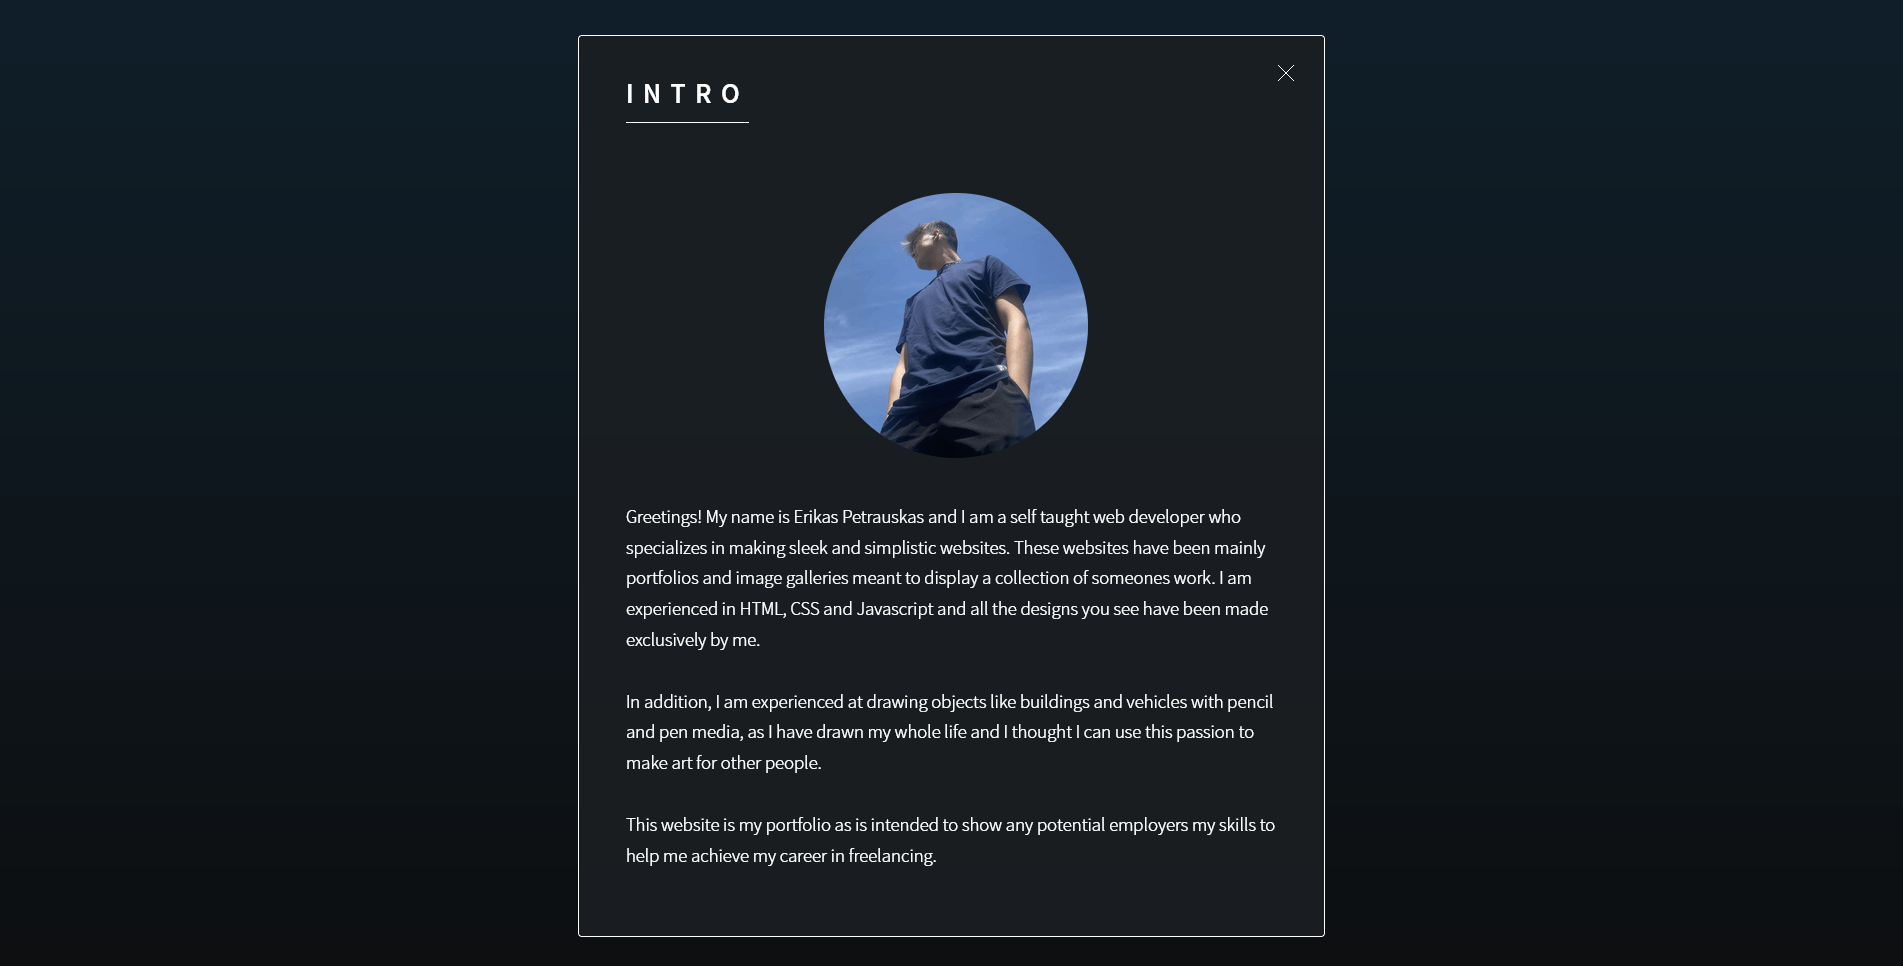 INTRO
Greetings! My name is Erikas Petrauskas and I am a self taught web developer who
specializes in making sleek and simplistic websites. These websites have been mainly
portfolios and image galleries meant to display a collection of someones work. I am
experienced in HTML, CSS and Javascript and all the designs you see have been made
exclusively by me.
In addition, I am experienced at drawing objects like buildings and vehicles with pencil
and pen media, as I have drawn my whole life and I thought I can use this passion to
make art for other people.
This website is my portfolio as is intended to show any potential employers my skills to
help me achieve my career in freelancing.